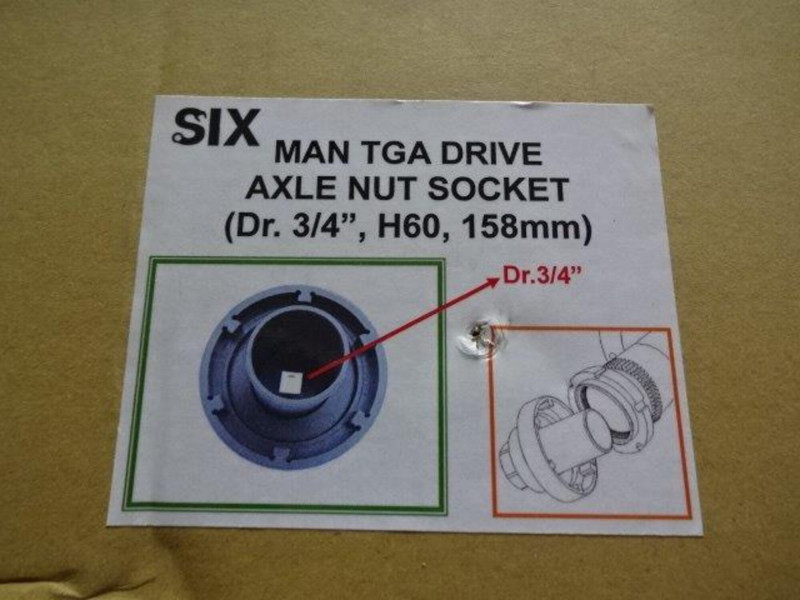 SIX
MAN TGA DRIVE
AXLE NUT SOCKET
(Dr. 3/4”, H60, 158mm)
Dr.3/4”